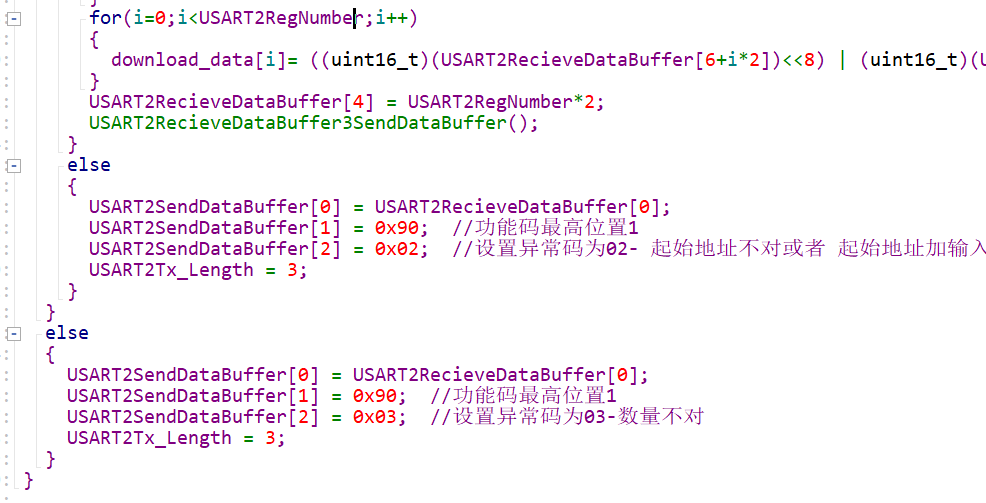 }
for(i=0;i<USART2RegNumber;i++)
{
download_data[i]= ((uint16_t)(USART2RecieveDataBuffer[6+i*2])<<8) | (uint16_t)(U
}
USART2RecieveDataBuffer[4] = USART2RegNumber*2;
USART2RecieveDataBuffer3SendDataBuffer();
}
else
{
USART2SendDataBuffer[0] = USART2RecieveDataBuffer[0];
USART2SendDataBuffer[1] = 0x90;  //功能码最高位置1
USART2SendDataBuffer[2] = 0x02;  //设置异常码为02- 起始地址不对或者 起始地址加输入
USART2Tx_Length = 3;
}
}
else
{
USART2SendDataBuffer[0] = USART2RecieveDataBuffer[0];
USART2SendDataBuffer[1] = 0x90;  //功能码最高位置1
USART2SendDataBuffer[2] = 0x03;  //设置异常码为03-数量不对
USART2Tx_Length = 3;
}
}